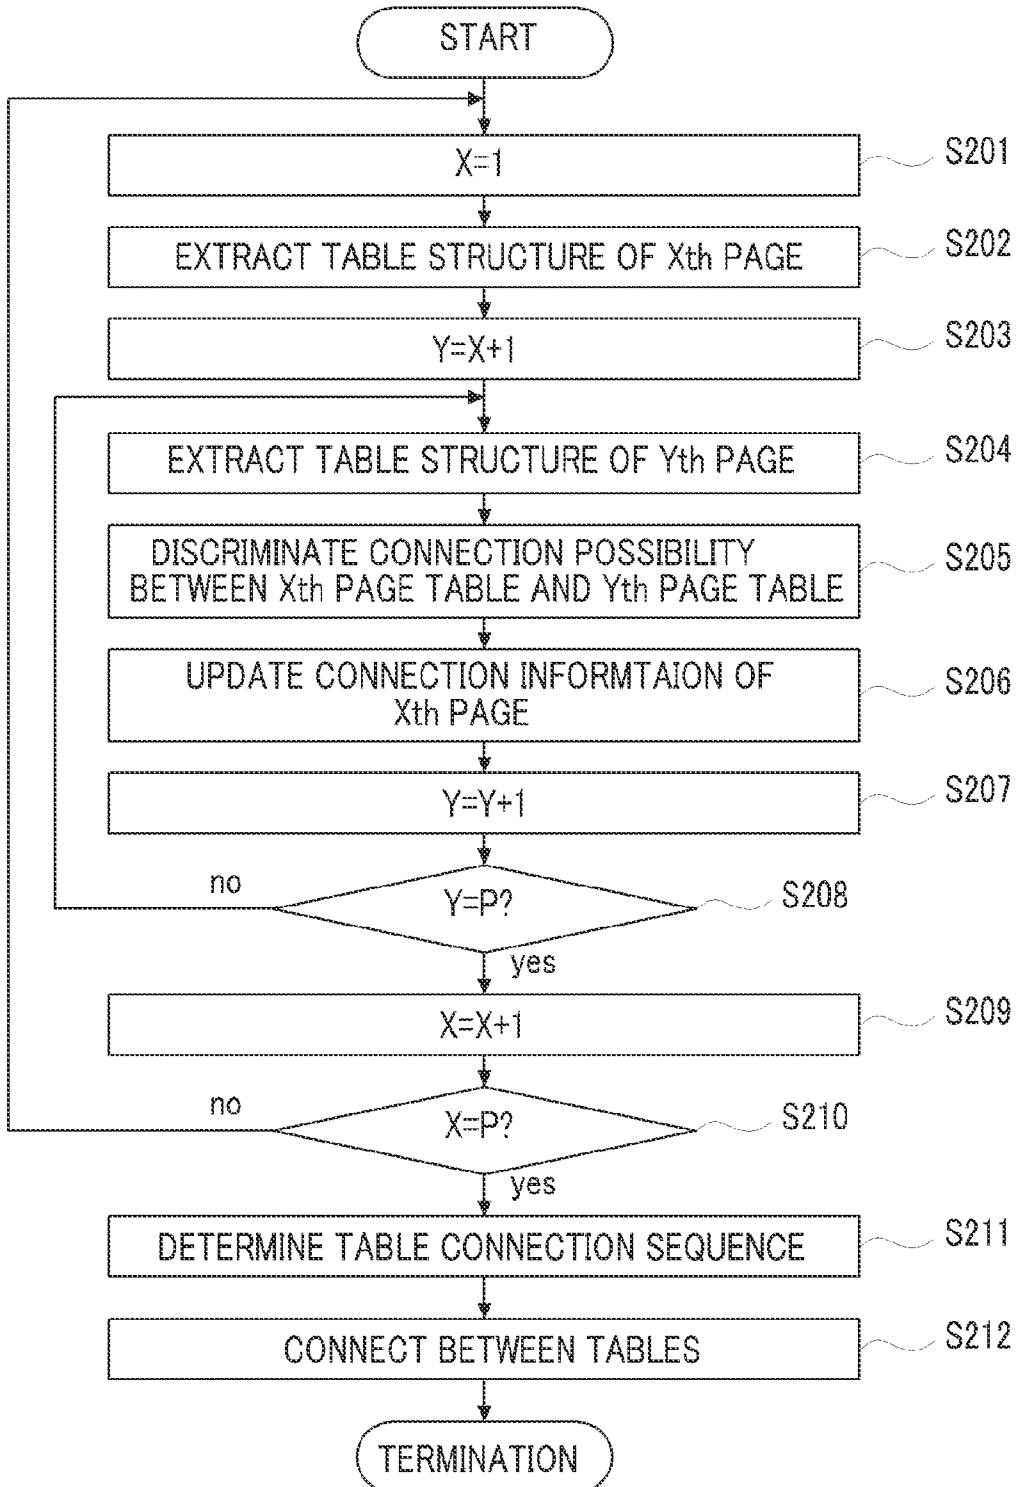 START
X=1
S201
EXTRACT TABLE STRUCTURE OF Xth PAGE
S202
Y=X+1
S203
EXTRACT TABLE STRUCTURE OF Yth PAGE
S204
DISCRIMINATE CONNECTION POSSIBILITY
BETWEEN Xth PAGE TABLE AND Yth PAGE TABLE
S205
UPDATE CONNECTION INFORMTAION OF
Xth PAGE
S206
Y=Y+1
S207
no
Y=P?
S208
yes
X=X+1
S209
no
X=P?
S210
yes
DETERMINE TABLE CONNECTION SEQUENCE
S211
CONNECT BETWEEN TABLES
S212
TERMINATION